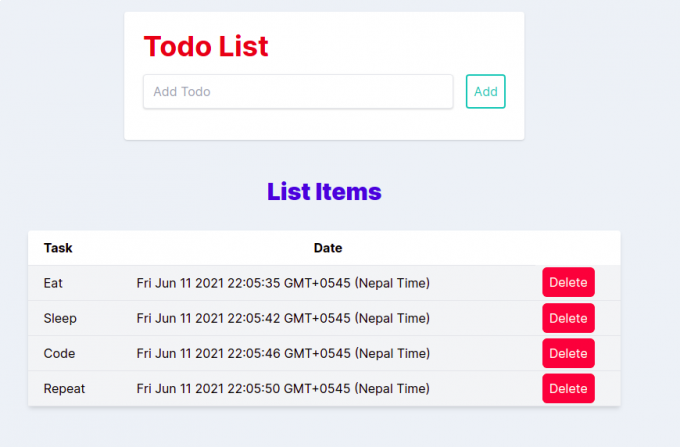 Todo List
Add Todo Add
List Items
Task Date
Eat Fri Jun 11 2021 22:05:35 GMT+0545 (Nepal Time) Delete
Sleep Fri Jun 11 2021 22:05:42 GMT+0545 (Nepal Time) Delete
Code Fri Jun 11 2021 22:05:46 GMT+0545 (Nepal Time) Delete
Repeat Fri Jun 11 2021 22:05:50 GMT+0545 (Nepal Time) Delete